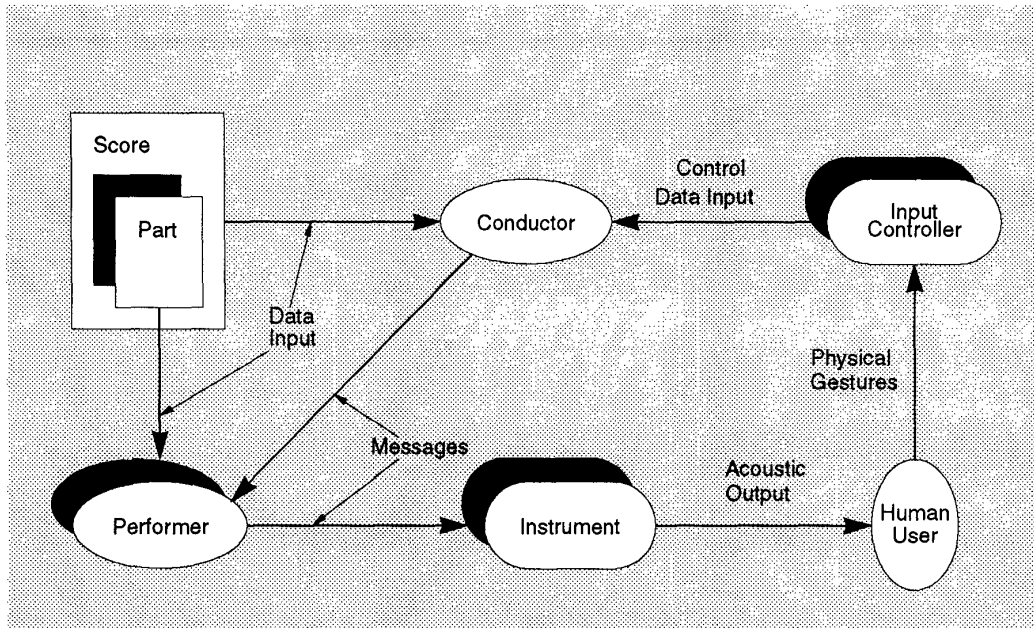 Score
Part
Conductor
Control
Data Input
Input
Controller
Data
Input
Physical
Gestures
Messages
Performer
Instrument
Acoustic
Output
Human
User